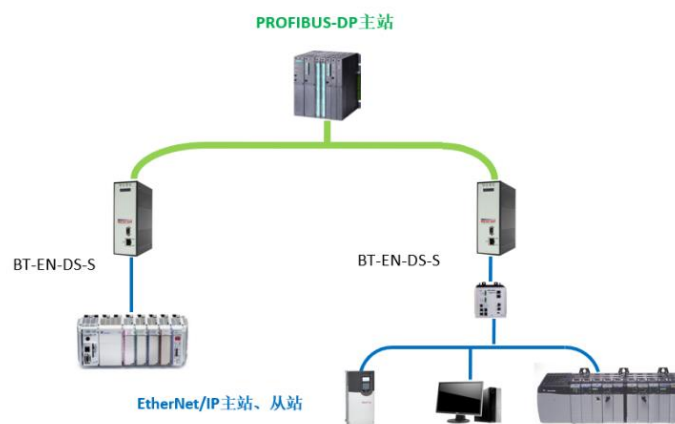 PROFIBUS-DP主站
BT-EN-DS-S
BT-EN-DS-S
EtherNet/IP主站、从站